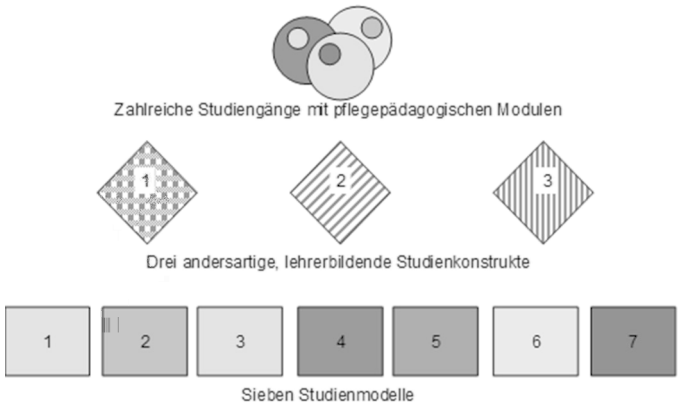 Zahlreiche Studiengänge mit pflegepädagogischen Modulen
1 2 3
Drei andersartige, lehrerbildende Studienkonstrukte
1 2 3 4 5 6 7
Sieben Studienmodelle